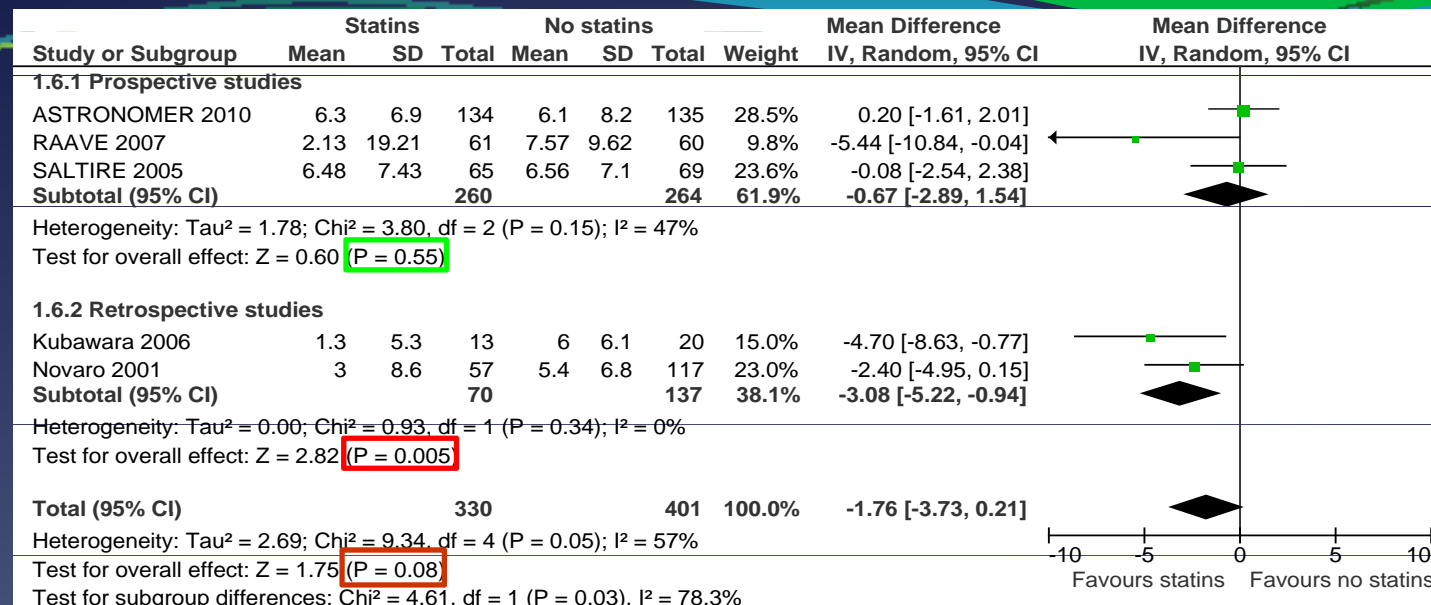 Statins No statins Mean Difference Mean Difference
Study or Subgroup Mean SD Total Mean SD Total Weight IV, Random, 95% CI IV, Random, 95% CI
1.6.1 Prospective studies
ASTRONOMER 2010 6.3 6.9 134 6.1 8.2 135 28.5% 0.20 [-1.61, 2.01]
RAAVE 2007 2.13 19.21 61 7.57 9.62 60 9.8% -5.44 [-10.84, -0.04]
SALTIRE 2005 6.48 7.43 65 6.56 7.1 69 23.6% -0.08 [-2.54, 2.38]
Subtotal (95% CI) 260 264 61.9% -0.67 [-2.89, 1.54]
Heterogeneity: Tau² = 1.78; Chi² = 3.80, df = 2 (P = 0.15); I² = 47%
Test for overall effect: Z = 0.60 (P = 0.55)
1.6.2 Retrospective studies
Kubawara 2006 1.3 5.3 13 6 6.1 20 15.0% -4.70 [-8.63, -0.77]
Novaro 2001 3 8.6 57 5.4 6.8 117 23.0% -2.40 [-4.95, 0.15]
Subtotal (95% CI) 70 137 38.1% -3.08 [-5.22, -0.94]
Heterogeneity: Tau² = 0.00; Chi² = 0.93, df = 1 (P = 0.34); I² = 0%
Test for overall effect: Z = 2.82 (P = 0.005)
Total (95% CI) 330 401 100.0% -1.76 [-3.73, 0.21]
Heterogeneity: Tau² = 2.69; Chi² = 9.34, df = 4 (P = 0.05); I² = 57%
-10 -5 0 5 10
Test for overall effect: Z = 1.75 (P = 0.08)
Favours statins Favours no statins
Test for subgroup differences: Chi² = 4.61, df = 1 (P = 0.03), I² = 78.3%